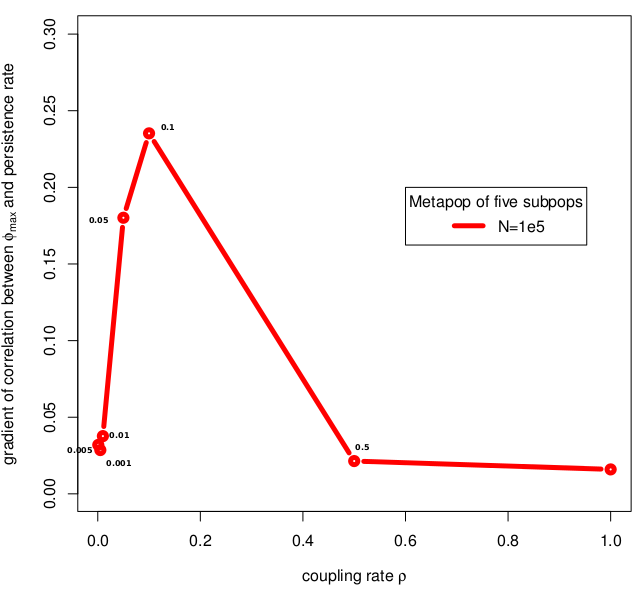 gradient of correlation between ϕmax and persistence rate
0.30
0.25
0.20
0.15
0.10
0.05
0.00
0.1
0.05
0.01
0.005
0.001
0.5
Metapop of five subpops
N=1e5
0.0 0.2 0.4 0.6 0.8 1.0
coupling rate ρ